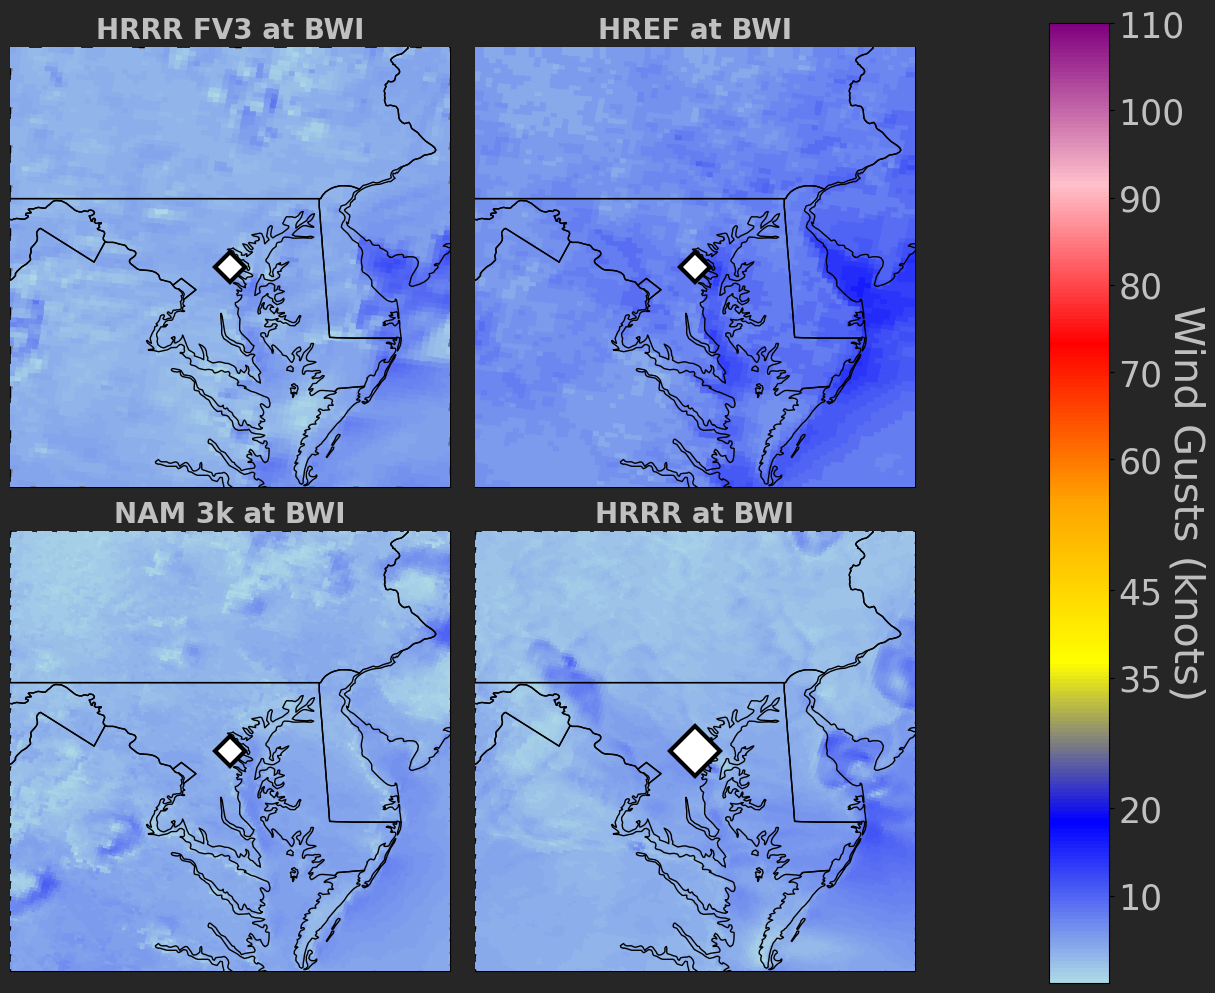 HRRR FV3 at BWI
HREF at BWI
NAM 3k at BWI
HRRR at BWI
110
100
90
80
70
60
45
35
20
10
Wind Gusts (knots)